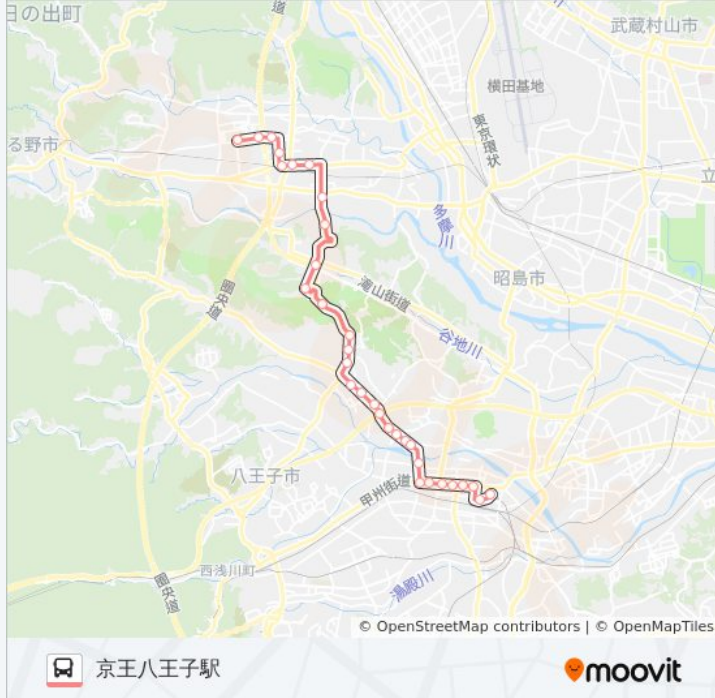 日の出町
道
武蔵村山市
横田基地
東京環状
る野市
立
多摩川
昭島市
滝山街道
圏央道
谷地川
八王子市
甲州街道
西浅川町
圏央道
湯殿川
© OpenStreetMap contributors | © OpenMapTiles
京王八王子駅
moovit